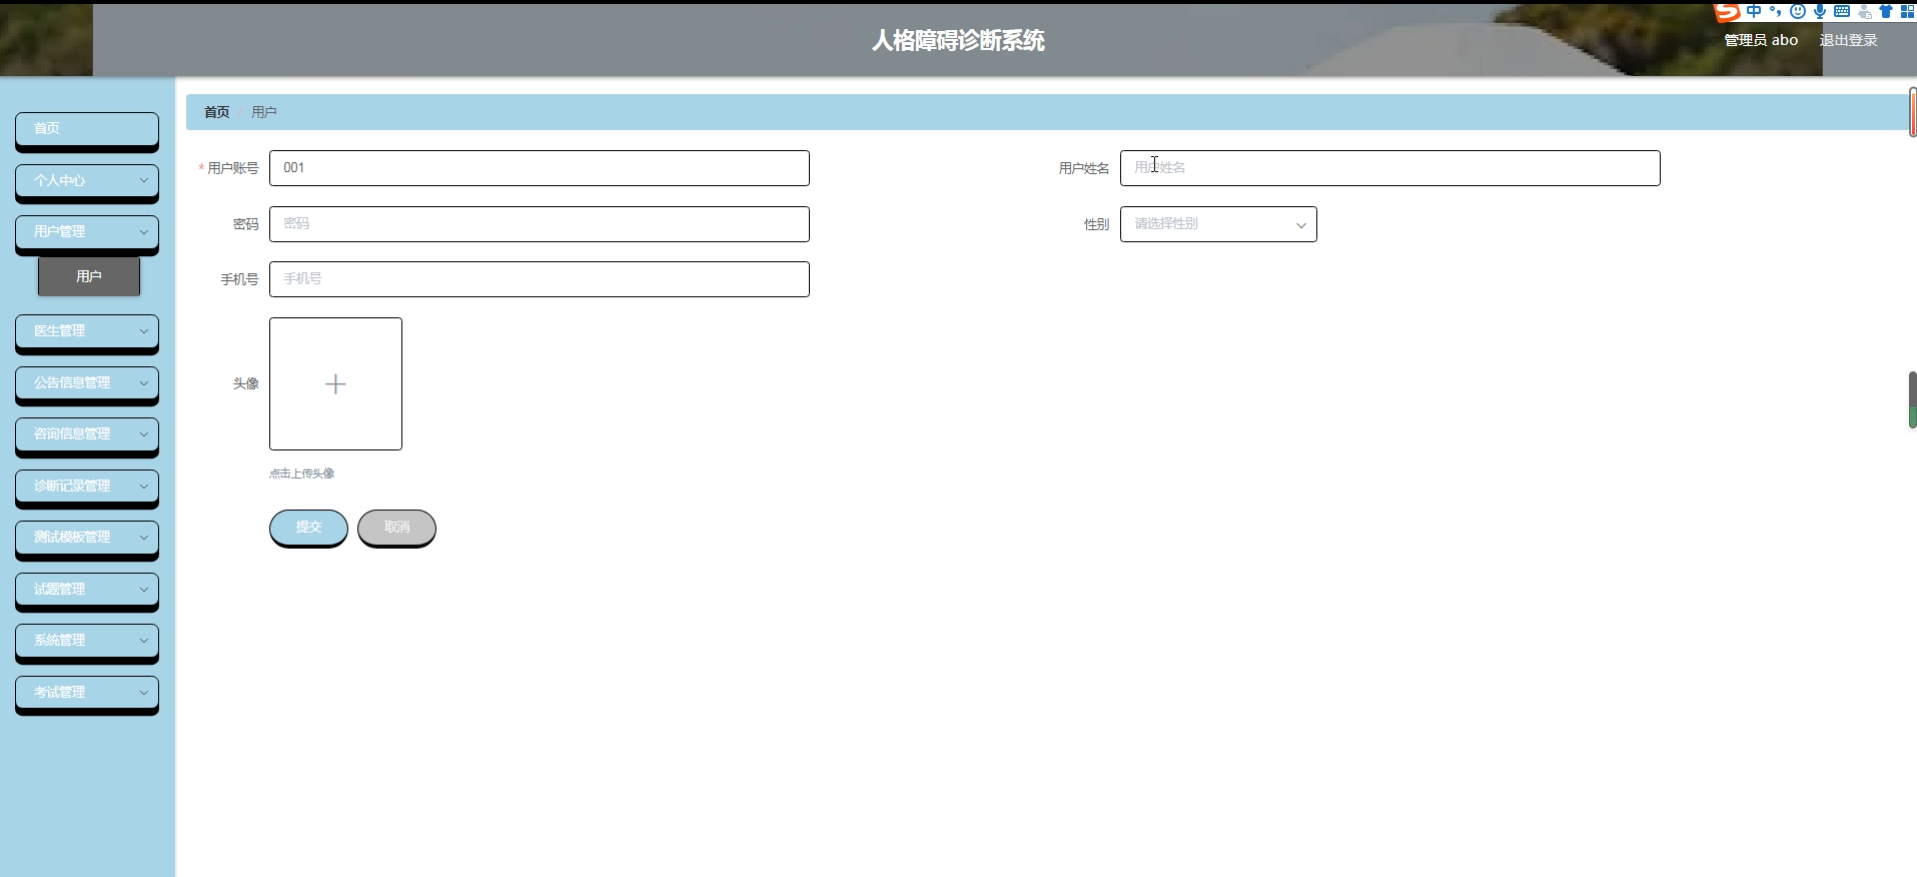 中
人格障碍诊断系统
管理员 abo 退出登录
首页 / 用户
首页
个人中心
用户管理
用户
医生管理
公告信息管理
咨询信息管理
诊断记录管理
测试模板管理
试题管理
系统管理
考试管理
* 用户账号 001
用户姓名 用户姓名
密码 密码
性别 请选择性别
手机号 手机号
头像
点击上传头像
提交 取消